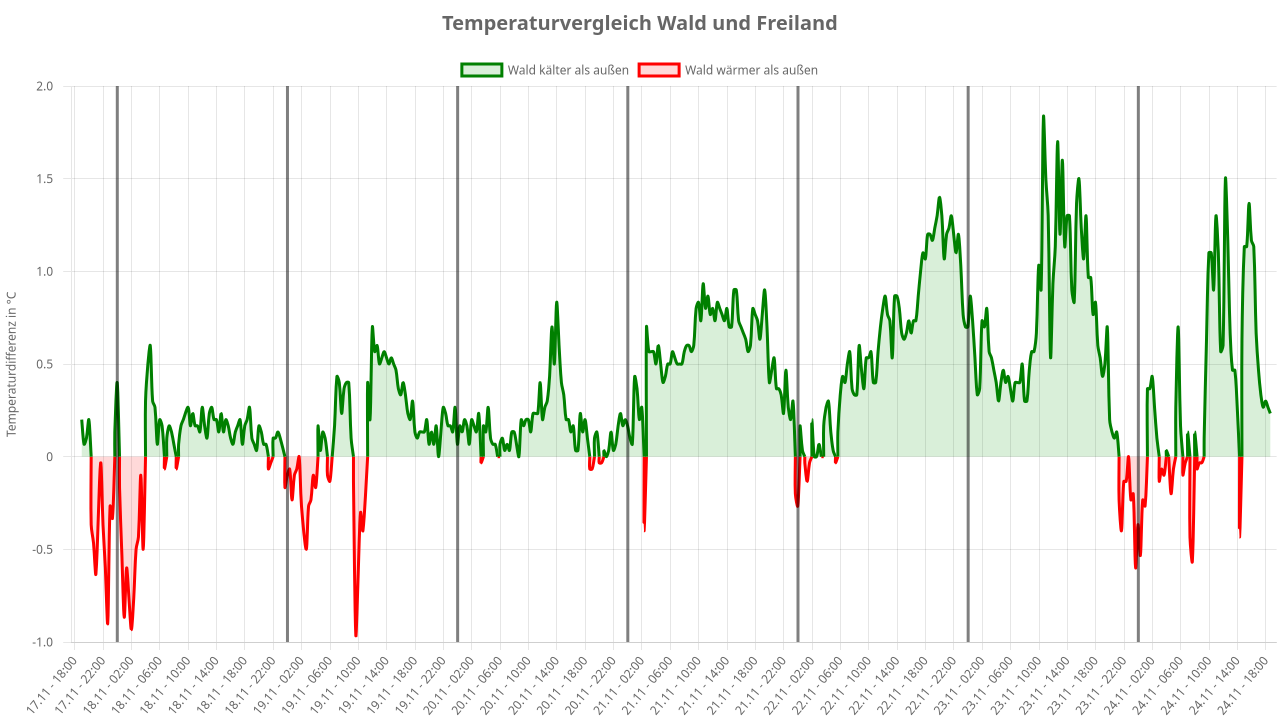 Temperaturvergleich Wald und Freiland
Wald kälter als außen
Wald wärmer als außen
Temperaturdifferenz in °C
2.0
1.5
1.0
0.5
0
-0.5
-1.0
17.11 - 18:00
17.11 - 22:00
18.11 - 02:00
18.11 - 06:00
18.11 - 10:00
18.11 - 14:00
18.11 - 18:00
18.11 - 22:00
19.11 - 02:00
19.11 - 06:00
19.11 - 10:00
19.11 - 14:00
19.11 - 18:00
19.11 - 22:00
20.11 - 02:00
20.11 - 06:00
20.11 - 10:00
20.11 - 14:00
20.11 - 18:00
20.11 - 22:00
21.11 - 02:00
21.11 - 06:00
21.11 - 10:00
21.11 - 14:00
21.11 - 18:00
21.11 - 22:00
22.11 - 02:00
22.11 - 06:00
22.11 - 10:00
22.11 - 14:00
22.11 - 18:00
22.11 - 22:00
23.11 - 02:00
23.11 - 06:00
23.11 - 10:00
23.11 - 14:00
23.11 - 18:00
23.11 - 22:00
24.11 - 02:00
24.11 - 06:00
24.11 - 10:00
24.11 - 14:00
24.11 - 18:00